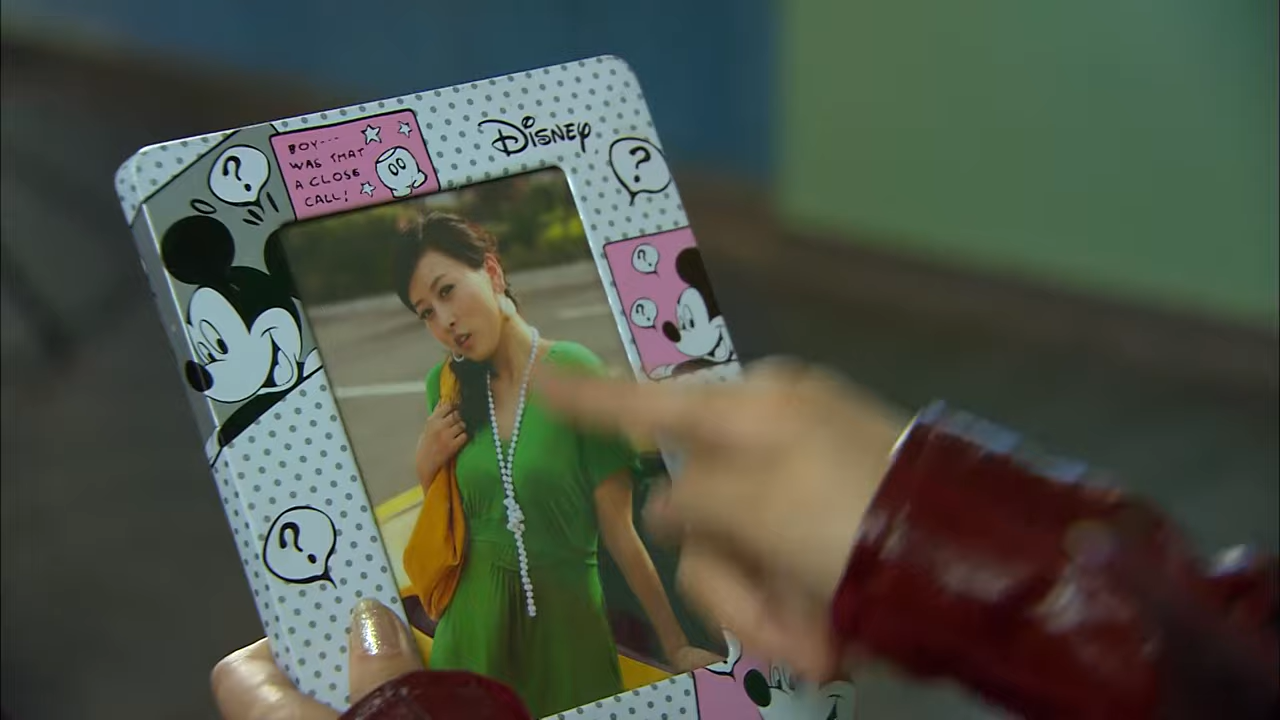 BOY---
WAS THAT
A CLOSE
CALL!
DISNEY
?
?
?
?
?